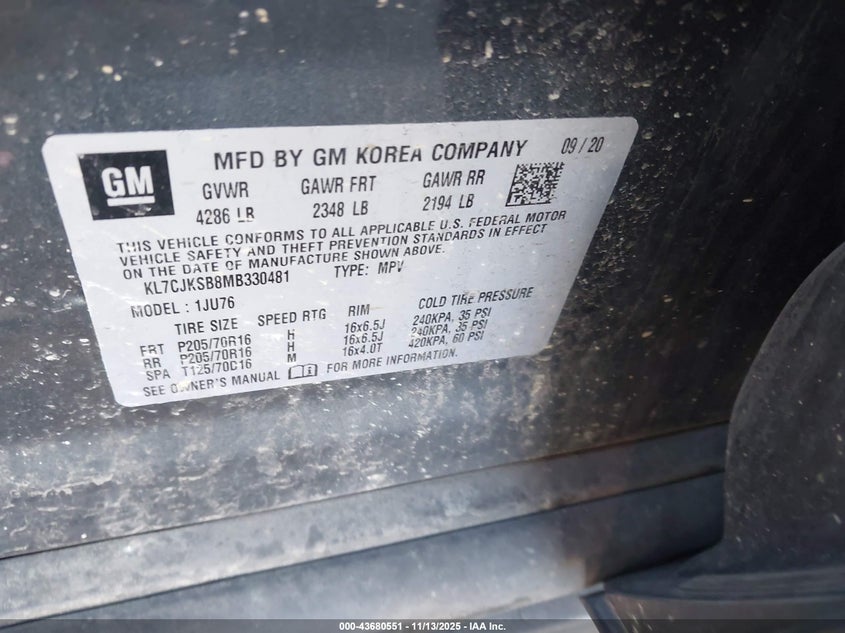 GM
MFD BY GM KOREA COMPANY 09/20
GVWR GAWR FRT GAWR RR
4286 LB 2348 LB 2194 LB
THIS VEHICLE CONFORMS TO ALL APPLICABLE U.S. FEDERAL MOTOR
VEHICLE SAFETY AND THEFT PREVENTION STANDARDS IN EFFECT
ON THE DATE OF MANUFACTURE SHOWN ABOVE.
KL7CJKSB8MB330481 TYPE: MPV
MODEL : 1JU76
TIRE SIZE SPEED RTG RIM COLD TIRE PRESSURE
FRT P205/70R16 H 16x6.5J 240KPA, 35 PSI
RR P205/70R16 H 16x6.5J 240KPA, 35 PSI
SPA T125/70D16 M 16x4.0T 420KPA, 60 PSI
SEE OWNER'S MANUAL FOR MORE INFORMATION.
000-43680551 - 11/13/2025 - IAA Inc.